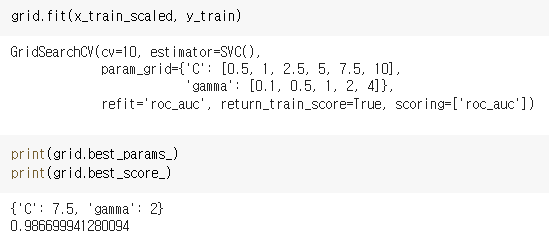 grid.fit(x_train_scaled, y_train)
GridSearchCV(cv=10, estimator=SVC(),
             param_grid={'C': [0.5, 1, 2.5, 5, 7.5, 10],
                         'gamma': [0.1, 0.5, 1, 2, 4]},
             refit='roc_auc', return_train_score=True, scoring=['roc_auc'])
print(grid.best_params_)
print(grid.best_score_)
{'C': 7.5, 'gamma': 2}
0.986699941280094